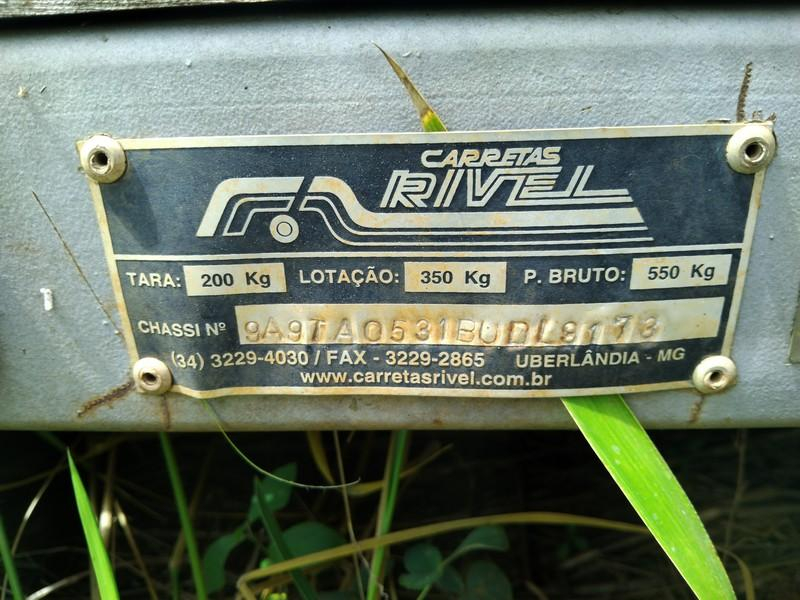 CARRETAS
RIVEL
TARA: 200 Kg LOTAÇÃO: 350 Kg P. BRUTO: 550 Kg
CHASSI Nº 9A97A0531BUDL9173
(34) 3229-4030 / FAX - 3229-2865 UBERLÂNDIA - MG
www.carretasrivel.com.br